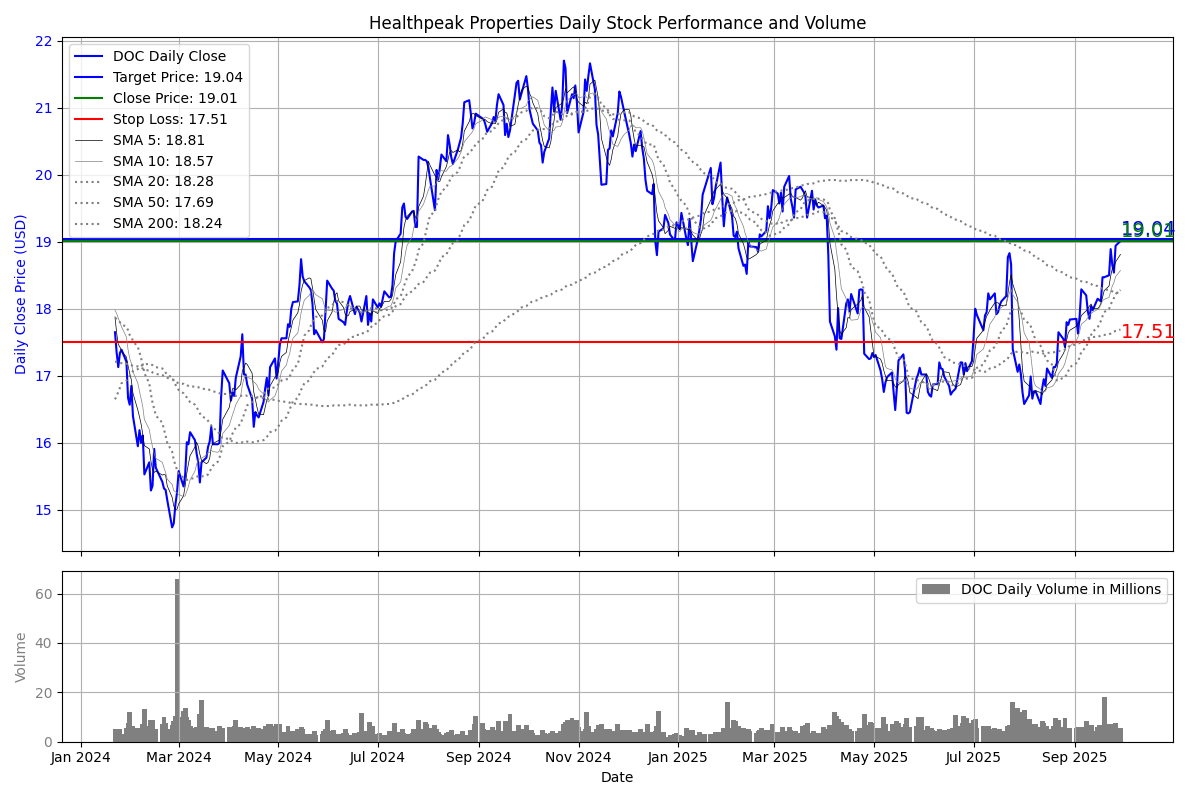 Healthpeak Properties Daily Stock Performance and Volume
22
21
20
19
18
17
16
15
Daily Close Price (USD)
DOC Daily Close
Target Price: 19.04
Close Price: 19.01
Stop Loss: 17.51
SMA 5: 18.81
SMA 10: 18.57
SMA 20: 18.28
SMA 50: 17.69
SMA 200: 18.24
19.04
19.01
17.51
60
40
20
0
Volume
DOC Daily Volume in Millions
Jan 2024 Mar 2024 May 2024 Jul 2024 Sep 2024 Nov 2024 Jan 2025 Mar 2025 May 2025 Jul 2025 Sep 2025
Date